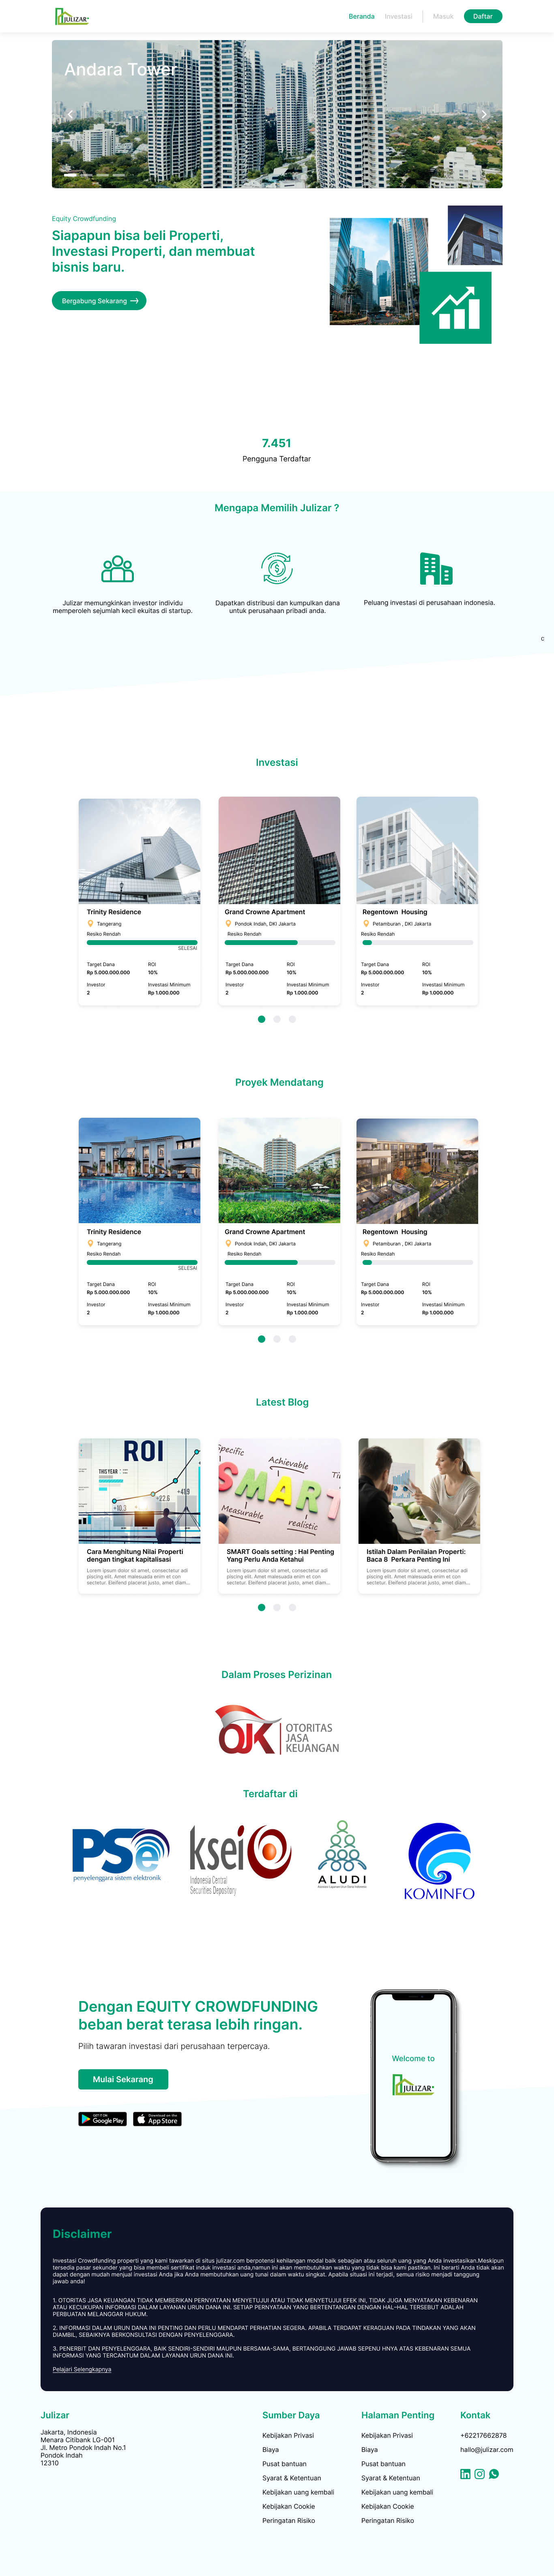 JULIZAR
Beranda
Investasi
Masuk
Daftar
Andara Tower
Equity Crowdfunding
Siapapun bisa beli Properti,
Investasi Properti, dan membuat
bisnis baru.
Bergabung Sekarang
7.451
Pengguna Terdaftar
Mengapa Memilih Julizar ?
Julizar memungkinkan investor individu
memperoleh sejumlah kecil ekuitas di startup.
Dapatkan distribusi dan kumpulkan dana
untuk perusahaan pribadi anda.
Peluang investasi di perusahaan indonesia.
c
Investasi
Trinity Residence
Tangerang
Resiko Rendah
SELESAI
Target Dana
ROI
Rp 5.000.000.000
10%
Investor
Investasi Minimum
2
Rp 1.000.000
Grand Crowne Apartment
Pondok Indah, DKI Jakarta
Resiko Rendah
Target Dana
ROI
Rp 5.000.000.000
10%
Investor
Investasi Minimum
2
Rp 1.000.000
Regentown Housing
Petamburan , DKI Jakarta
Resiko Rendah
Target Dana
ROI
Rp 5.000.000.000
10%
Investor
Investasi Minimum
2
Rp 1.000.000
Proyek Mendatang
Trinity Residence
Tangerang
Resiko Rendah
SELESAI
Target Dana
ROI
Rp 5.000.000.000
10%
Investor
Investasi Minimum
2
Rp 1.000.000
Grand Crowne Apartment
Pondok Indah, DKI Jakarta
Resiko Rendah
Target Dana
ROI
Rp 5.000.000.000
10%
Investor
Investasi Minimum
2
Rp 1.000.000
Regentown Housing
Petamburan , DKI Jakarta
Resiko Rendah
Target Dana
ROI
Rp 5.000.000.000
10%
Investor
Investasi Minimum
2
Rp 1.000.000
Latest Blog
ROI
THIS YEAR
+10.3
+22.6
+41.9
Cara Menghitung Nilai Properti
dengan tingkat kapitalisasi
Lorem ipsum dolor sit amet, consectetur adi
piscing elit. Amet malesuada enim et con
sectetur. Eleifend placerat justo, amet diam...
Specific
Achievable
SMART
Measurable
realistic
SMART Goals setting : Hal Penting
Yang Perlu Anda Ketahui
Lorem ipsum dolor sit amet, consectetur adi
piscing elit. Amet malesuada enim et con
sectetur. Eleifend placerat justo, amet diam...
Istilah Dalam Penilaian Properti:
Baca 8 Perkara Penting Ini
Lorem ipsum dolor sit amet, consectetur adi
piscing elit. Amet malesuada enim et con
sectetur. Eleifend placerat justo, amet diam...
Dalam Proses Perizinan
OJK
OTORITAS
JASA
KEUANGAN
Terdaftar di
PSe
penyelenggara sistem elektronik
ksei
Indonesia Central
Securities Depository
ALUDI
KOMINFO
Dengan EQUITY CROWDFUNDING
beban berat terasa lebih ringan.
Pilih tawaran investasi dari perusahaan terpercaya.
Mulai Sekarang
GET IT ON
Google Play
Download on the
App Store
Welcome to
JULIZAR
Disclaimer
Investasi Crowdfunding properti yang kami tawarkan di situs julizar.com berpotensi kehilangan modal baik sebagian atau seluruh uang yang Anda investasikan.Meskipun
tersedia pasar sekunder yang bisa membeli sertifikat induk investasi anda,namun ini akan membutuhkan waktu yang tidak bisa kami pastikan. Ini berarti Anda tidak akan
dapat dengan mudah menjual investasi Anda jika Anda membutuhkan uang tunai dalam waktu singkat. Apabila situasi ini terjadi, semua risiko menjadi tanggung
jawab anda!
1. OTORITAS JASA KEUANGAN TIDAK MEMBERIKAN PERNYATAAN MENYETUJUI ATAU TIDAK MENYETUJUI EFEK INI, TIDAK JUGA MENYATAKAN KEBENARAN
ATAU KECUKUPAN INFORMASI DALAM LAYANAN URUN DANA INI. SETIAP PERNYATAAN YANG BERTENTANGAN DENGAN HAL-HAL TERSEBUT ADALAH
PERBUATAN MELANGGAR HUKUM.
2. INFORMASI DALAM URUN DANA INI PENTING DAN PERLU MENDAPAT PERHATIAN SEGERA. APABILA TERDAPAT KERAGUAN PADA TINDAKAN YANG AKAN
DIAMBIL, SEBAIKNYA BERKONSULTASI DENGAN PENYELENGGARA.
3. PENERBIT DAN PENYELENGGARA, BAIK SENDIRI-SENDIRI MAUPUN BERSAMA-SAMA, BERTANGGUNG JAWAB SEPENU HNYA ATAS KEBENARAN SEMUA
INFORMASI YANG TERCANTUM DALAM LAYANAN URUN DANA INI.
Pelajari Selengkapnya
Julizar
Jakarta, Indonesia
Menara Citibank LG-001
Jl. Metro Pondok Indah No.1
Pondok Indah
12310
Sumber Daya
Kebijakan Privasi
Biaya
Pusat bantuan
Syarat & Ketentuan
Kebijakan uang kembali
Kebijakan Cookie
Peringatan Risiko
Halaman Penting
Kebijakan Privasi
Biaya
Pusat bantuan
Syarat & Ketentuan
Kebijakan uang kembali
Kebijakan Cookie
Peringatan Risiko
Kontak
+62217662878
hallo@julizar.com